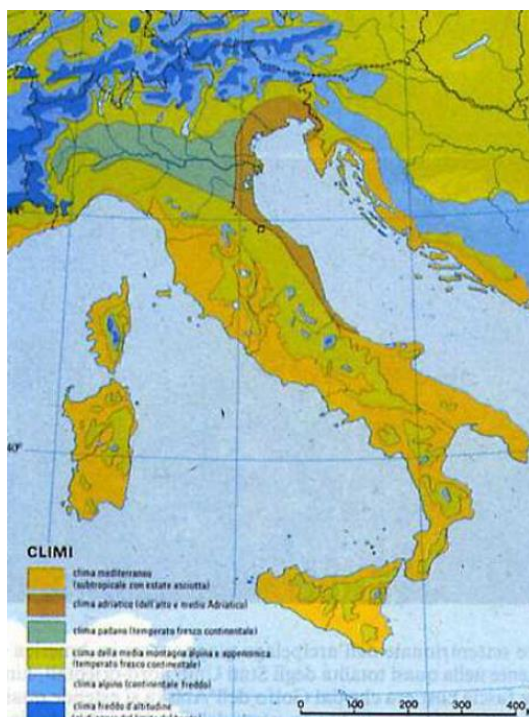 40°
CLIMI
clima mediterraneo
(subtropicale con estate asciutta)
clima adriatico (dell'alto e medio Adriatico)
clima padano (temperato fresco continentale)
clima della media montagna alpina e appenninica
(temperato fresco continentale)
clima alpino (continentale freddo)
clima freddo d'altitudine
0 100 200 300 400